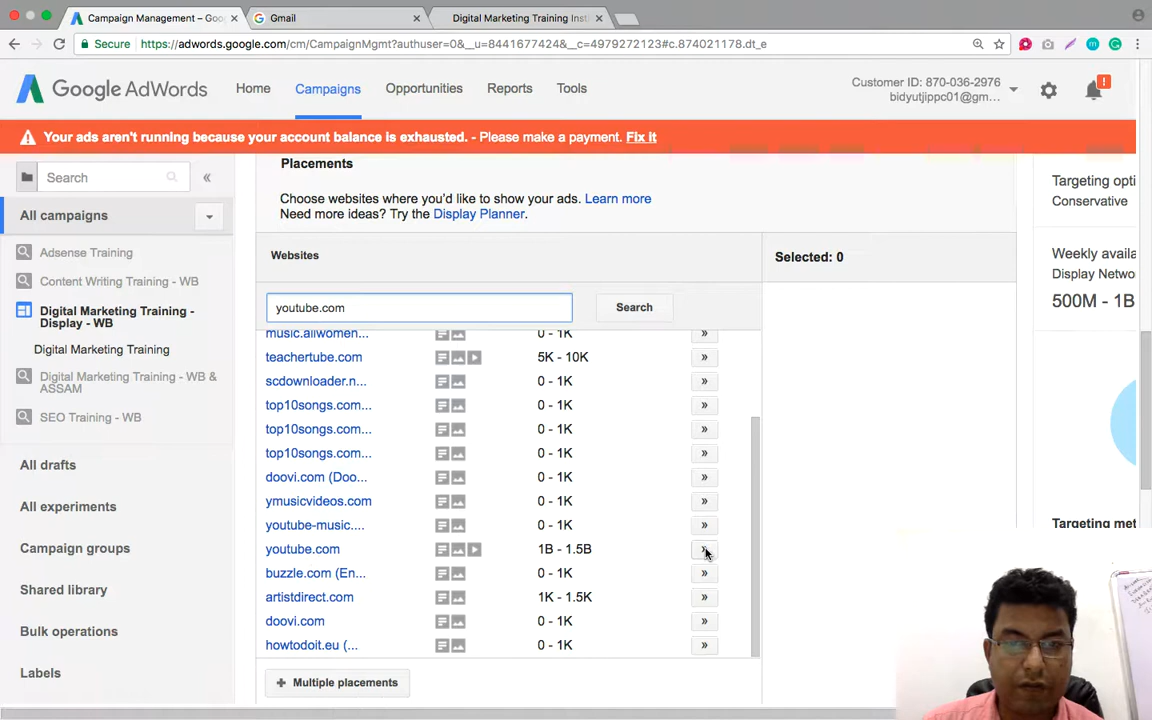 Campaign Management – Goo
Gmail
Digital Marketing Training Inst
Secure
https://adwords.google.com/cm/CampaignMgmt?authuser=0&__u=8441677424&__c=4979272123#c.874021178.dt_e
Google AdWords
Home
Campaigns
Opportunities
Reports
Tools
Customer ID: 870-036-2976
bidyutjippc01@gm...
!
Your ads aren't running because your account balance is exhausted. - Please make a payment. Fix it
Search
«
All campaigns
Adsense Training
Content Writing Training - WB
Digital Marketing Training -
Display - WB
Digital Marketing Training
Digital Marketing Training - WB &
ASSAM
SEO Training - WB
All drafts
All experiments
Campaign groups
Shared library
Bulk operations
Labels
Placements
Choose websites where you'd like to show your ads. Learn more
Need more ideas? Try the Display Planner.
Websites
Selected: 0
youtube.com
Search
music.allwomen... 0 - 1K »
teachertube.com 5K - 10K »
scdownloader.n... 0 - 1K »
top10songs.com... 0 - 1K »
top10songs.com... 0 - 1K »
top10songs.com... 0 - 1K »
doovi.com (Doo... 0 - 1K »
ymusicvideos.com 0 - 1K »
youtube-music.... 0 - 1K »
youtube.com 1B - 1.5B »
buzzle.com (En... 0 - 1K »
artistdirect.com 1K - 1.5K »
doovi.com 0 - 1K »
howtodoit.eu (... 0 - 1K »
+ Multiple placements
Targeting opti
Conservative
Weekly availa
Display Netwo
500M - 1B
Targeting met